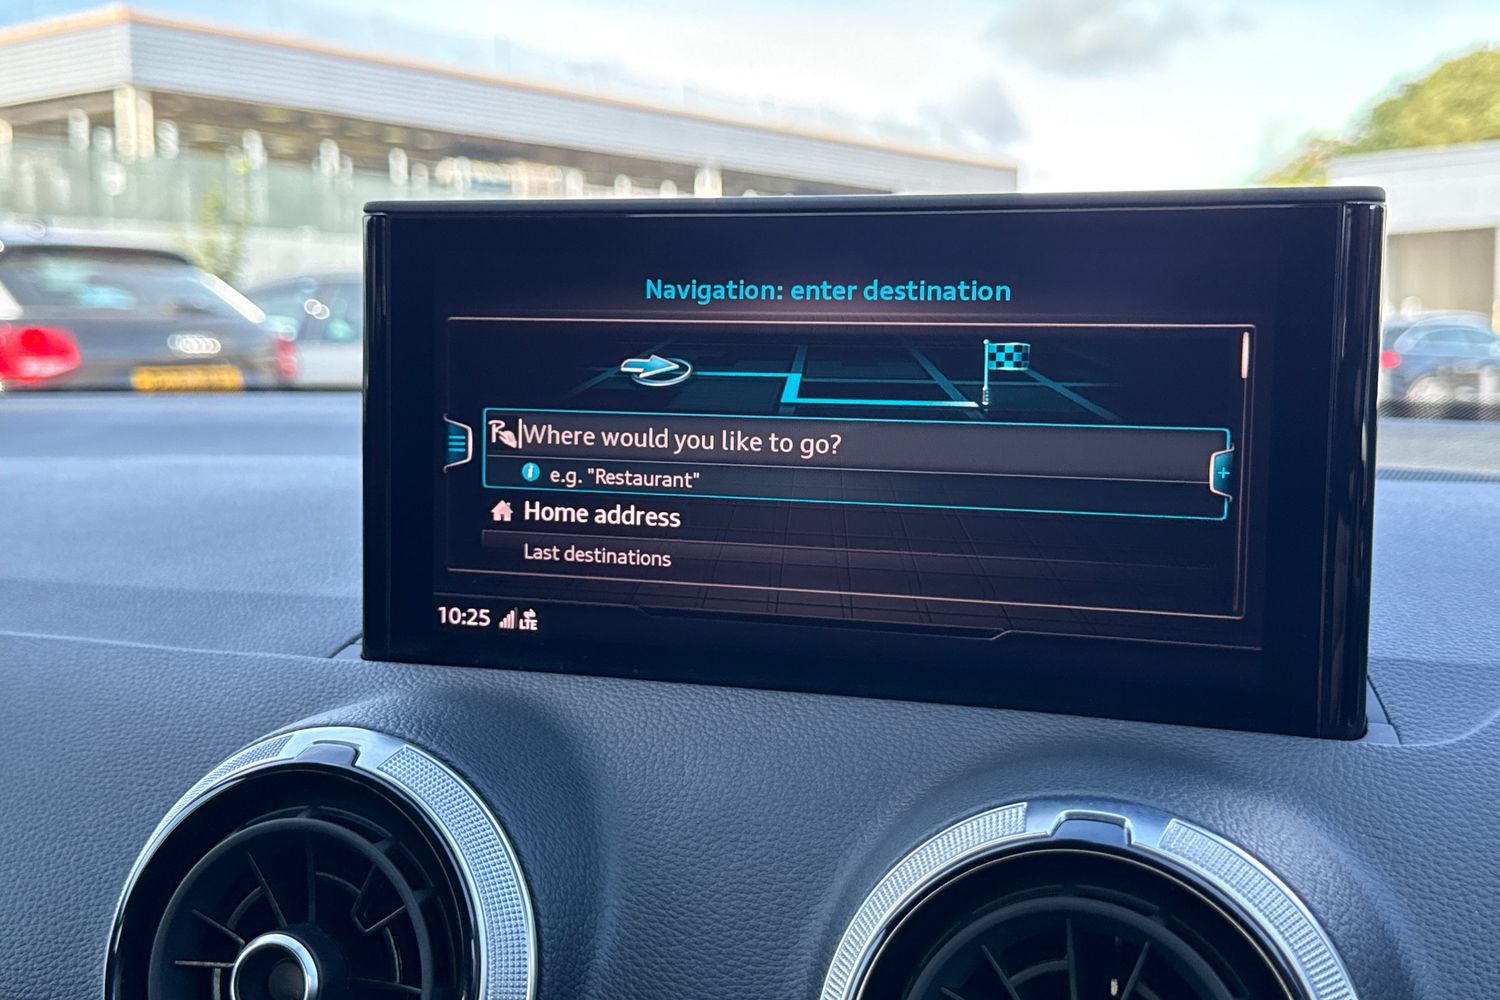 Navigation: enter destination
Where would you like to go?
e.g. "Restaurant"
Home address
Last destinations
10:25 LTE